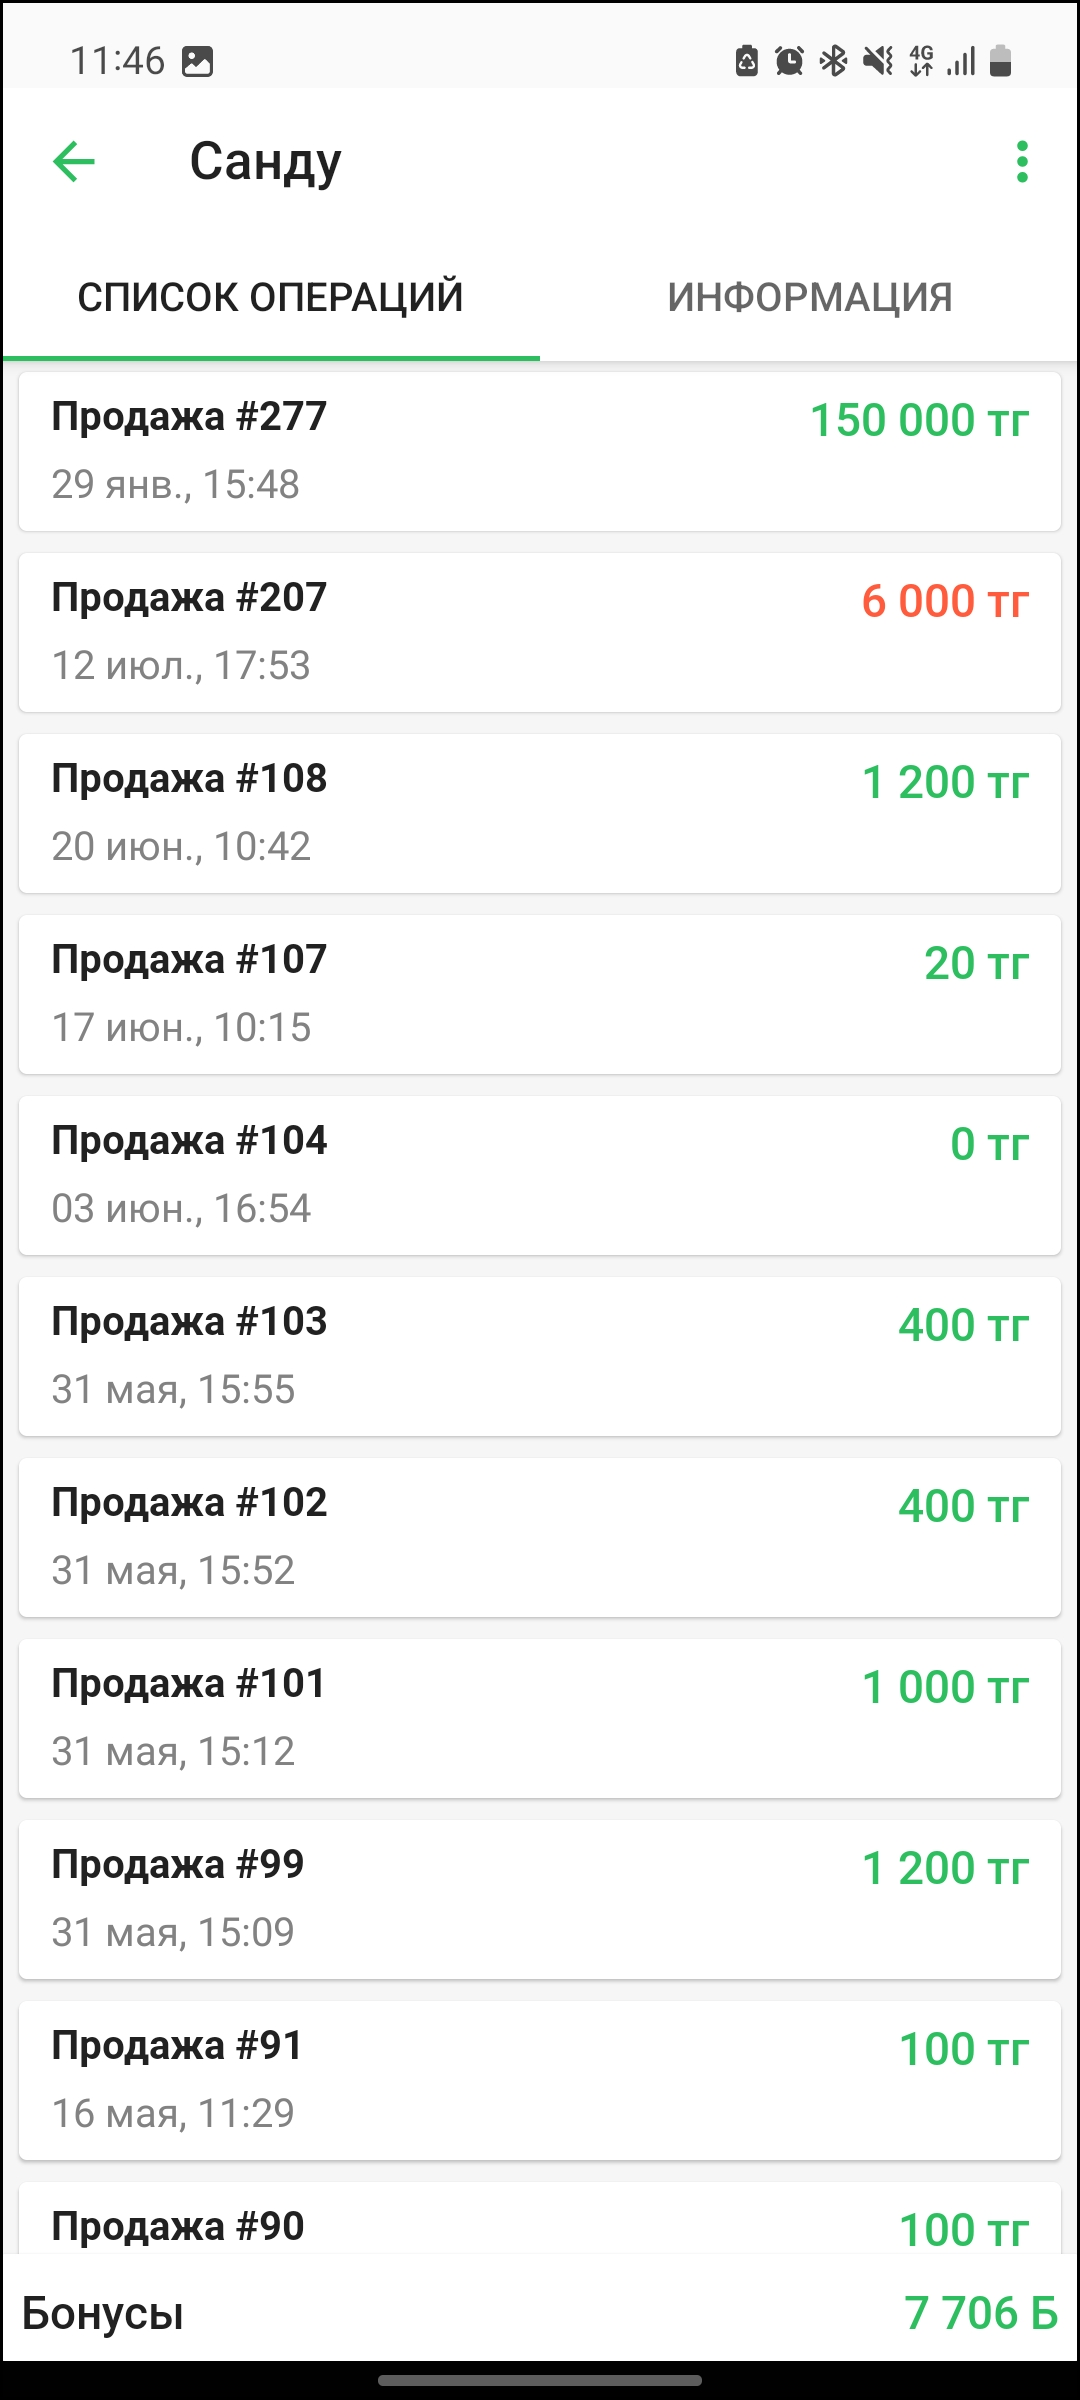 11:46
4G
Санду
СПИСОК ОПЕРАЦИЙ
ИНФОРМАЦИЯ
Продажа #277
150 000 тг
29 янв., 15:48
Продажа #207
6 000 тг
12 июл., 17:53
Продажа #108
1 200 тг
20 июн., 10:42
Продажа #107
20 тг
17 июн., 10:15
Продажа #104
0 тг
03 июн., 16:54
Продажа #103
400 тг
31 мая, 15:55
Продажа #102
400 тг
31 мая, 15:52
Продажа #101
1 000 тг
31 мая, 15:12
Продажа #99
1 200 тг
31 мая, 15:09
Продажа #91
100 тг
16 мая, 11:29
Продажа #90
100 тг
Бонусы
7 706 Б